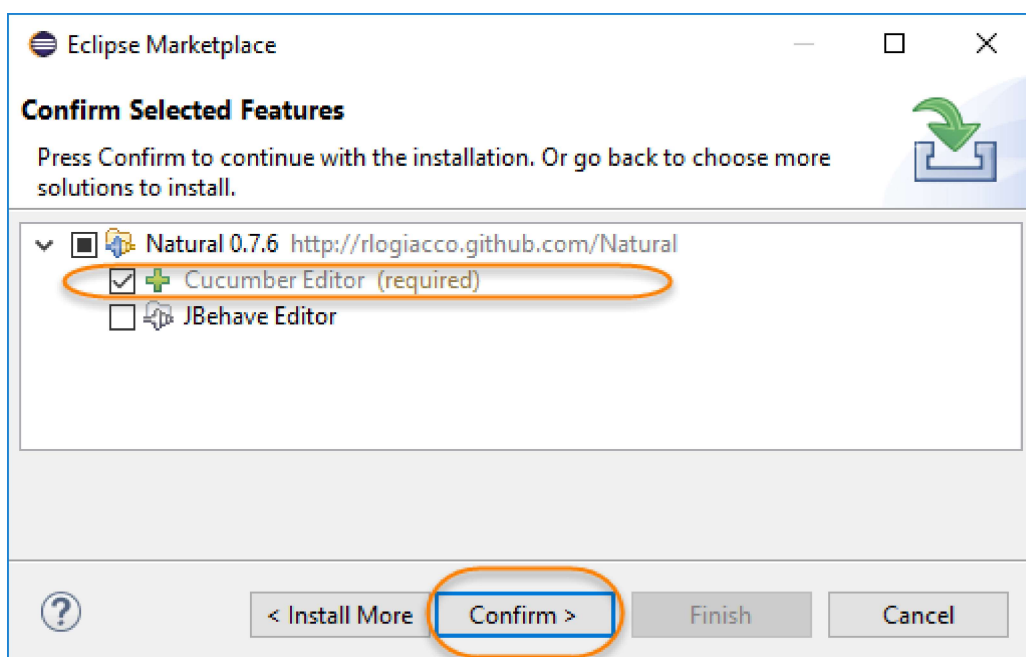 Eclipse Marketplace
Confirm Selected Features
Press Confirm to continue with the installation. Or go back to choose more
solutions to install.
Natural 0.7.6 http://rlogiacco.github.com/Natural
Cucumber Editor (required)
JBehave Editor
?
< Install More Confirm > Finish Cancel